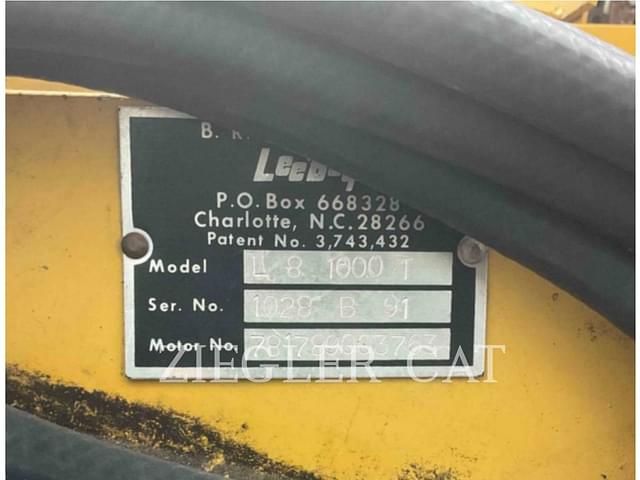 B. R.
LeeBoy
P.O. Box 668328
Charlotte, N.C. 28266
Patent No. 3,743,432
Model L 8 1000 T
Ser. No. 1028 B 91
Motor No.
ZIEGLER CAT